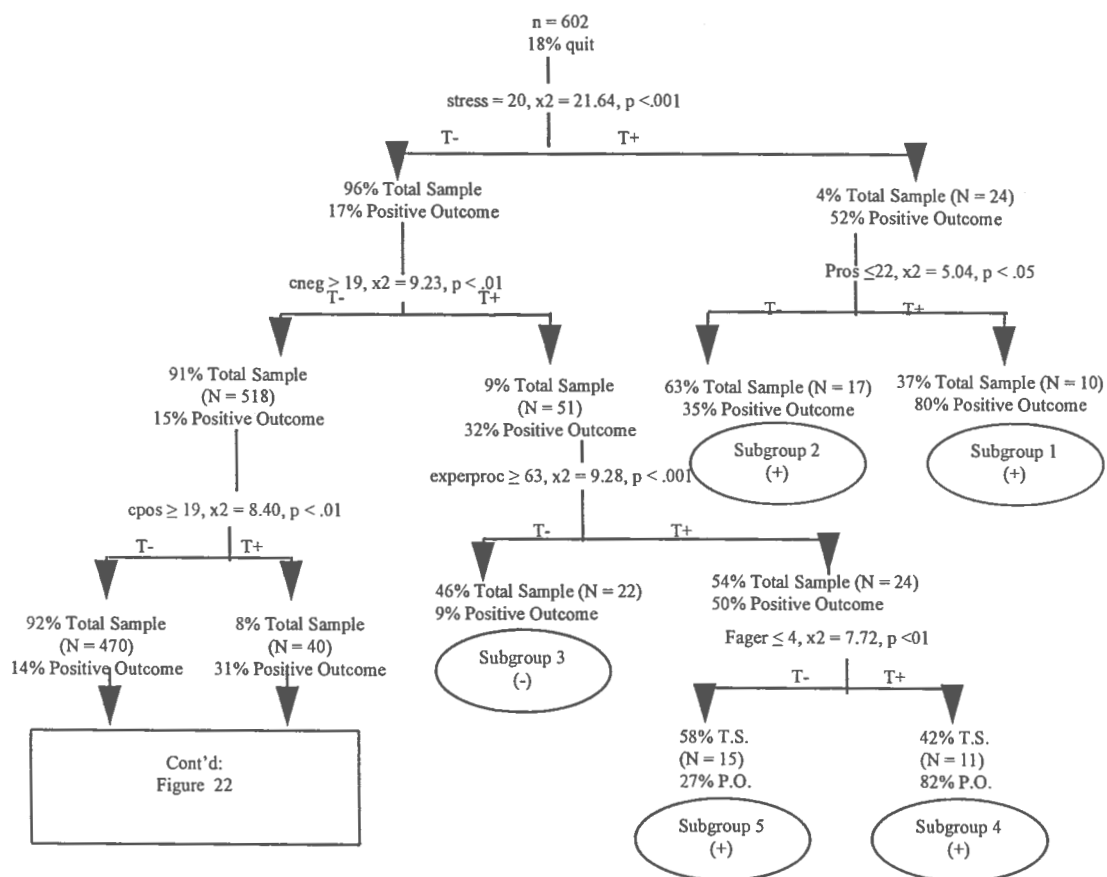 n = 602
18% quit
stress = 20, x2 = 21.64, p <.001
T-
T+
96% Total Sample
17% Positive Outcome
4% Total Sample (N = 24)
52% Positive Outcome
cneg > 19, x2 = 9.23, p < .01
T-
T+
Pros ≤22, x2 = 5.04, p < .05
T-
T+
91% Total Sample
(N = 518)
15% Positive Outcome
9% Total Sample
(N = 51)
32% Positive Outcome
63% Total Sample (N = 17)
35% Positive Outcome
Subgroup 2
(+)
37% Total Sample (N = 10)
80% Positive Outcome
Subgroup 1
(+)
cpos ≥ 19, x2 = 8.40, p < .01
T-
T+
experproc ≥ 63, x2 = 9.28, p < .001
T-
T+
92% Total Sample
(N = 470)
14% Positive Outcome
8% Total Sample
(N = 40)
31% Positive Outcome
46% Total Sample (N = 22)
9% Positive Outcome
Subgroup 3
(-)
54% Total Sample (N = 24)
50% Positive Outcome
Fager ≤ 4, x2 = 7.72, p <01
T-
T+
Cont'd:
Figure 22
58% T.S.
(N = 15)
27% P.O.
Subgroup 5
(+)
42% T.S.
(N = 11)
82% P.O.
Subgroup 4
(+)